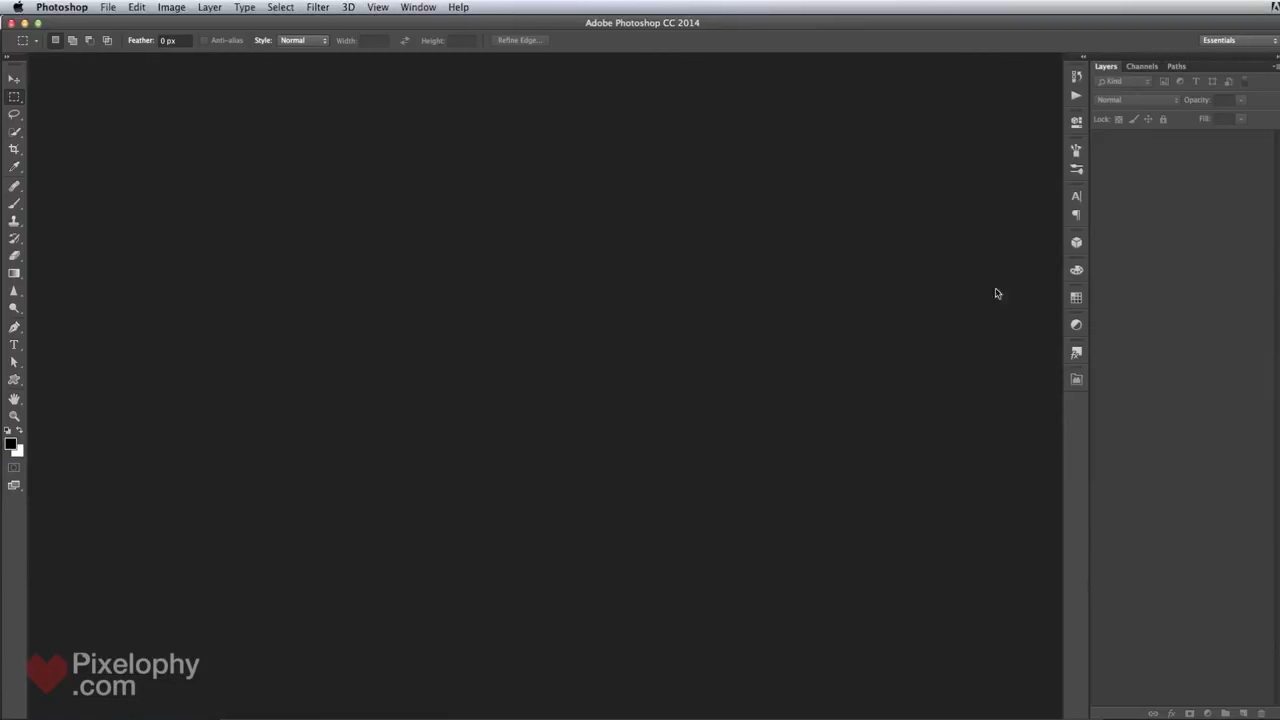 Photoshop File Edit Image Layer Type Select Filter 3D View Window Help
Adobe Photoshop CC 2014
Feather: 0 px Anti-alias Style: Normal Width: Height: Refine Edge... Essentials
Layers Channels Paths
Kind
Normal Opacity:
Lock: Fill:
Pixelophy
.com